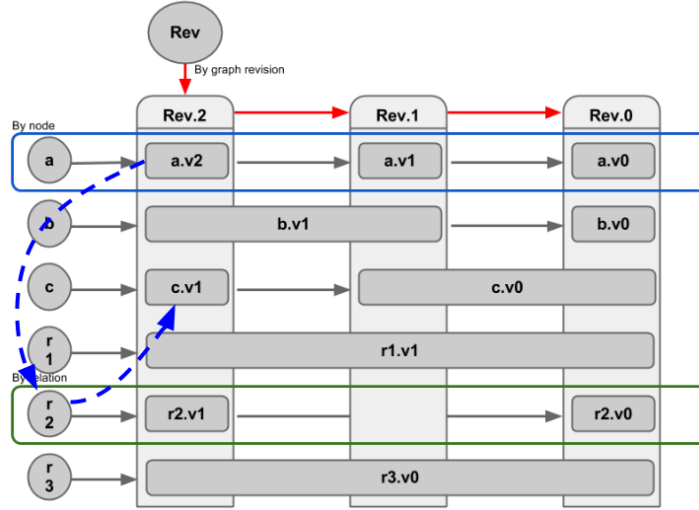 Rev
By graph revision
Rev.2
Rev.1
Rev.0
By node
a
a.v2
a.v1
a.v0
b
b.v1
b.v0
c
c.v1
c.v0
r
1
r1.v1
By relation
r
2
r2.v1
r2.v0
r
3
r3.v0